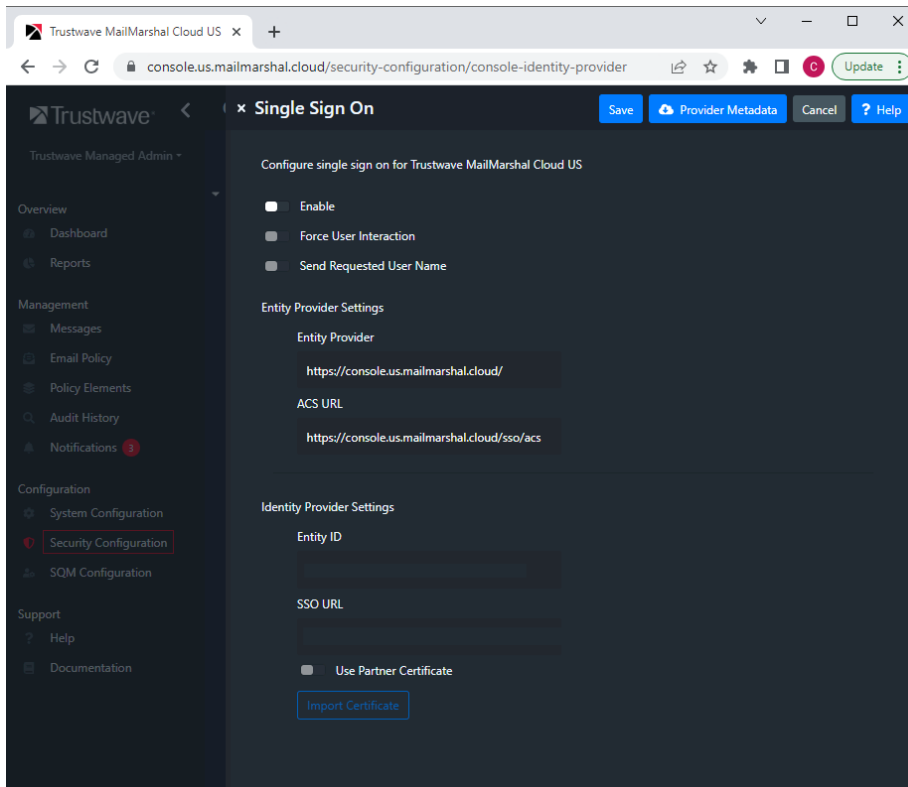 Trustwave MailMarshal Cloud US
console.us.mailmarshal.cloud/security-configuration/console-identity-provider
C
Update
Trustwave
Single Sign On
Save
Provider Metadata
Cancel
? Help
Trustwave Managed Admin
Configure single sign on for Trustwave MailMarshal Cloud US
Overview
Dashboard
Reports
Management
Messages
Email Policy
Policy Elements
Audit History
Notifications 3
Configuration
System Configuration
Security Configuration
SQM Configuration
Support
? Help
Documentation
Enable
Force User Interaction
Send Requested User Name
Entity Provider Settings
Entity Provider
https://console.us.mailmarshal.cloud/
ACS URL
https://console.us.mailmarshal.cloud/sso/acs
Identity Provider Settings
Entity ID
SSO URL
Use Partner Certificate
Import Certificate